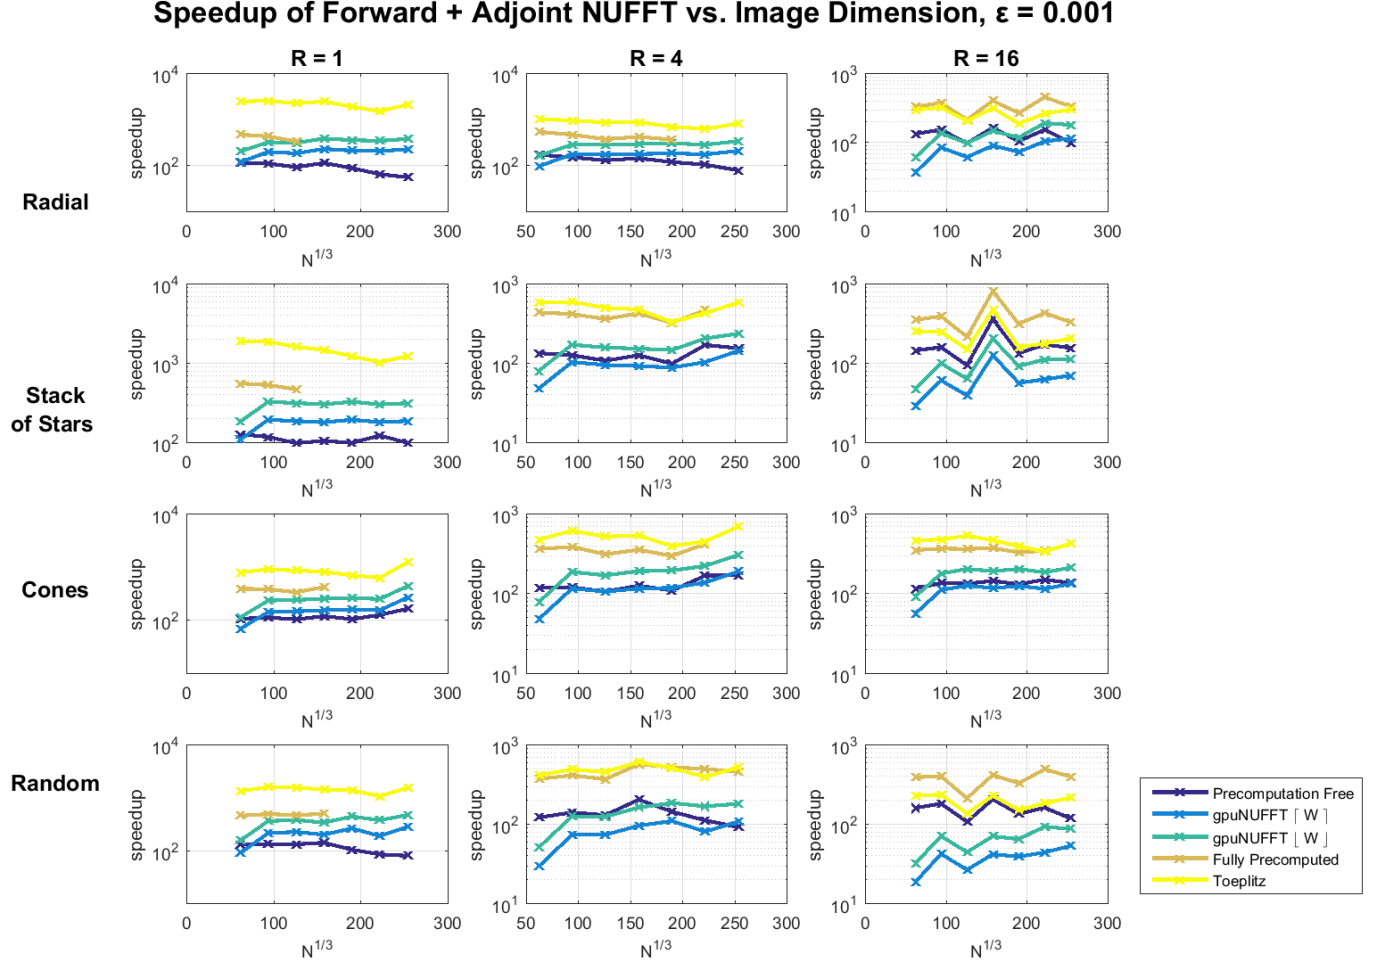 Speedup of Forward + Adjoint NUFFT vs. Image Dimension, ε = 0.001
R = 1
R = 4
R = 16
Radial
speedup
10^4
10^2
0
100
200
300
N^1/3
speedup
10^4
10^2
50
100
150
200
250
300
N^1/3
speedup
10^3
10^2
10^1
0
100
200
300
N^1/3
Stack
of Stars
speedup
10^4
10^3
10^2
0
100
200
300
N^1/3
speedup
10^3
10^2
10^1
50
100
150
200
250
300
N^1/3
speedup
10^3
10^2
10^1
0
100
200
300
N^1/3
Cones
speedup
10^4
10^2
0
100
200
300
N^1/3
speedup
10^3
10^2
10^1
50
100
150
200
250
300
N^1/3
speedup
10^3
10^2
10^1
0
100
200
300
N^1/3
Random
speedup
10^4
10^2
0
100
200
300
N^1/3
speedup
10^3
10^2
10^1
50
100
150
200
250
300
N^1/3
speedup
10^3
10^2
10^1
0
100
200
300
N^1/3
Precomputation Free
gpuNUFFT ⌈ W ⌉
gpuNUFFT ⌊ W ⌋
Fully Precomputed
Toeplitz